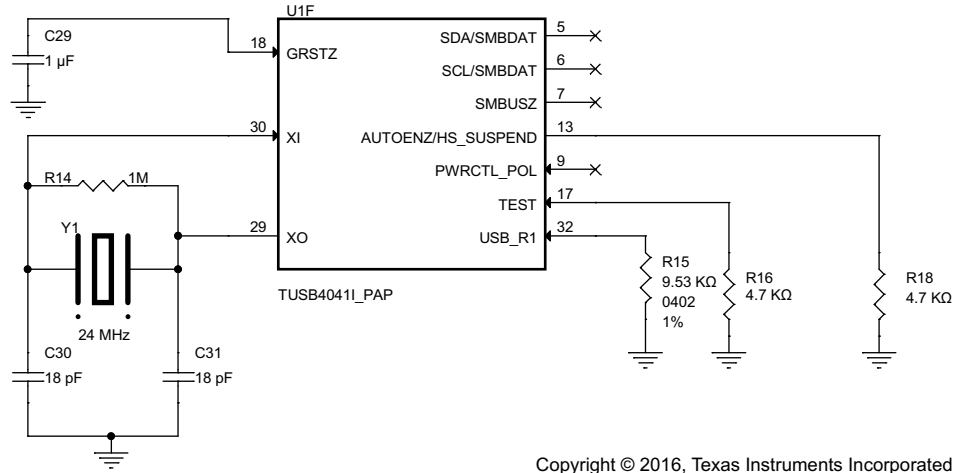 U1F
C29
1 µF
18
GRSTZ
SDA/SMBDAT
5
SCL/SMBDAT
6
SMBUSZ
7
30
XI
AUTOENZ/HS_SUSPEND
13
PWRCTL_POL
9
R14
1M
TEST
17
Y1
29
XO
USB_R1
32
R15
9.53 KΩ
0402
1%
R16
4.7 KΩ
R18
4.7 KΩ
TUSB4041I_PAP
24 MHz
C30
18 pF
C31
18 pF
Copyright © 2016, Texas Instruments Incorporated